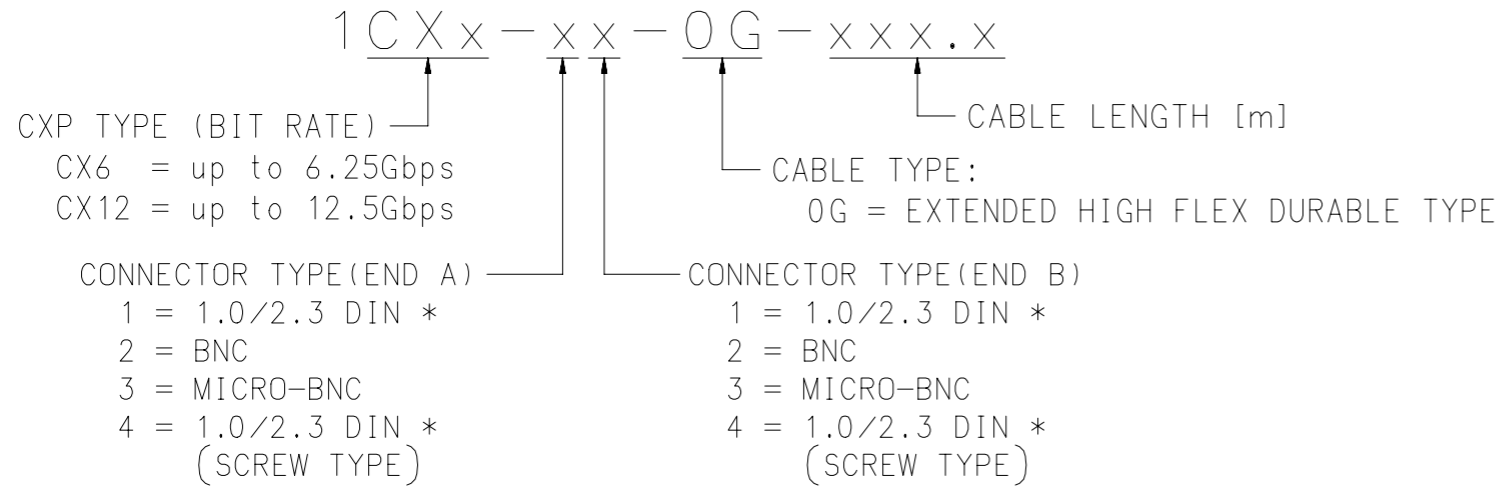 1CXx-xx-0G-xxx.x
CXP TYPE (BIT RATE)
CX6 = up to 6.25Gbps
CX12 = up to 12.5Gbps
CABLE LENGTH [m]
CABLE TYPE:
0G = EXTENDED HIGH FLEX DURABLE TYPE
CONNECTOR TYPE(END A)
1 = 1.0/2.3 DIN *
2 = BNC
3 = MICRO-BNC
4 = 1.0/2.3 DIN *
(SCREW TYPE)
CONNECTOR TYPE(END B)
1 = 1.0/2.3 DIN *
2 = BNC
3 = MICRO-BNC
4 = 1.0/2.3 DIN *
(SCREW TYPE)